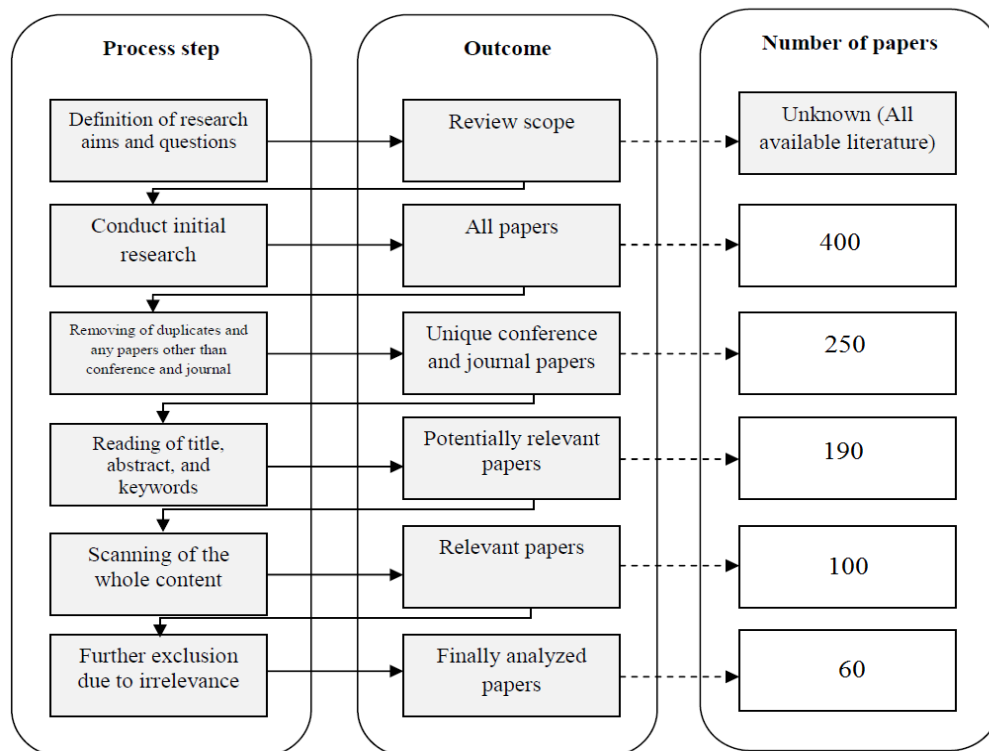 Process step
Outcome
Number of papers
Definition of research
aims and questions
Review scope
Unknown (All
available literature)
Conduct initial
research
All papers
400
Removing of duplicates and
any papers other than
conference and journal
Unique conference
and journal papers
250
Reading of title,
abstract, and
keywords
Potentially relevant
papers
190
Scanning of the
whole content
Relevant papers
100
Further exclusion
due to irrelevance
Finally analyzed
papers
60